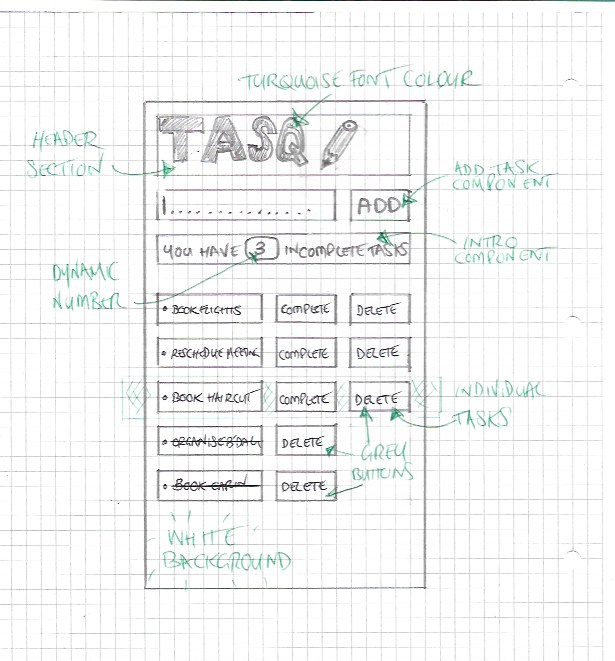 TURQUOISE FONT COLOUR
HEADER
SECTION
TASQ
ADD TASK
COMPONENT
ADD
YOU HAVE 3 INCOMPLETE TASKS
INTRO
COMPONENT
DYNAMIC
NUMBER
• BOOK FLIGHTS COMPLETE DELETE
• RESCHEDULE MEETING COMPLETE DELETE
• BOOK HAIRCUT COMPLETE DELETE
INDIVIDUAL
TASKS
• ORGANISE B'DAY DELETE
GREY
BUTTONS
• BOOK CAR IN DELETE
WHITE
BACKGROUND